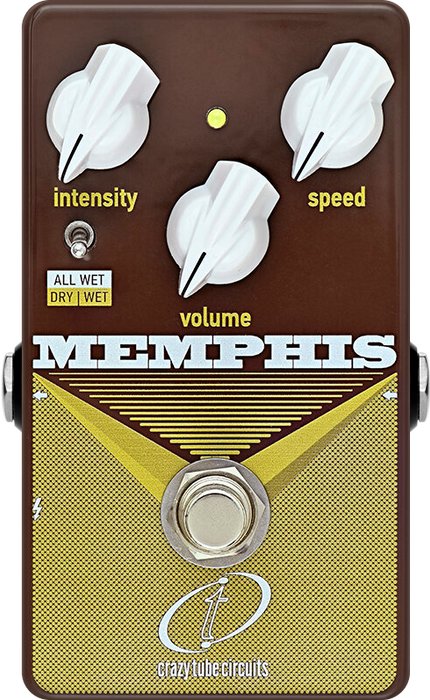 intensity
speed
ALL WET
DRY | WET
volume
MEMPHIS
t
crazy tube circuits